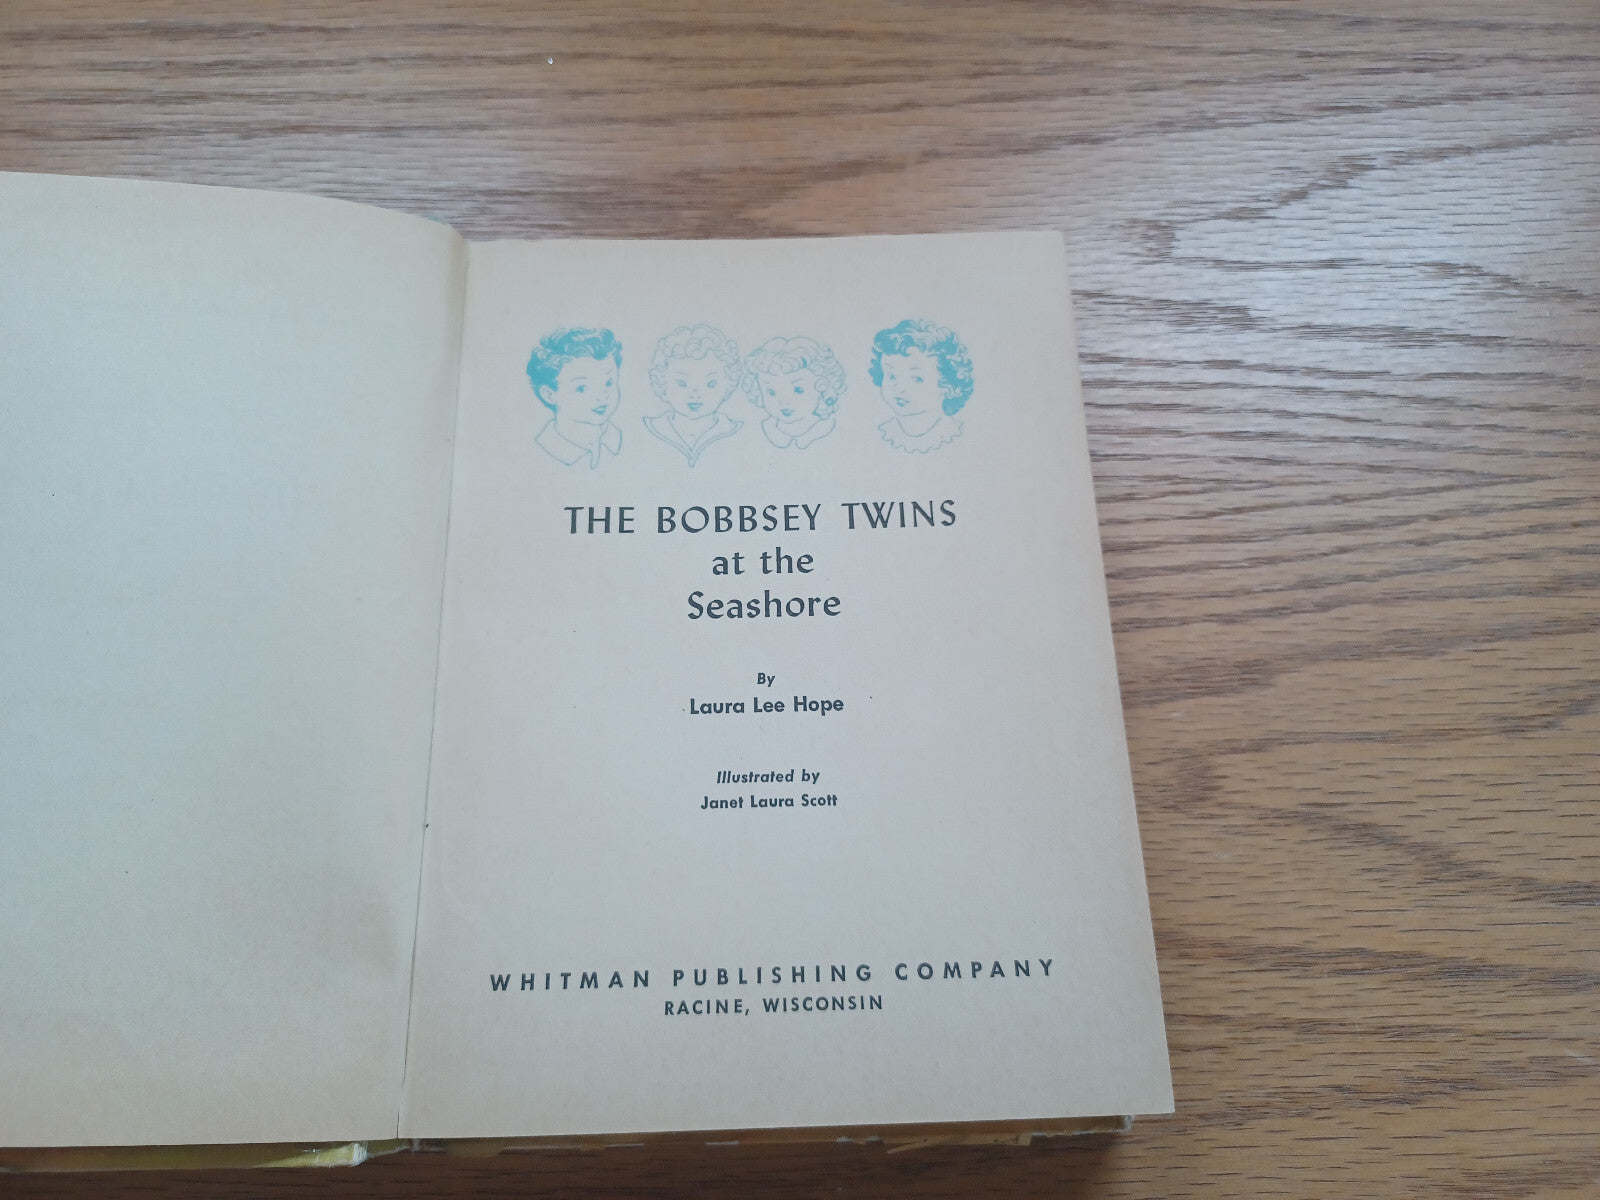 THE BOBBSEY TWINS
at the
Seashore
By
Laura Lee Hope
Illustrated by
Janet Laura Scott
WHITMAN PUBLISHING COMPANY
RACINE, WISCONSIN